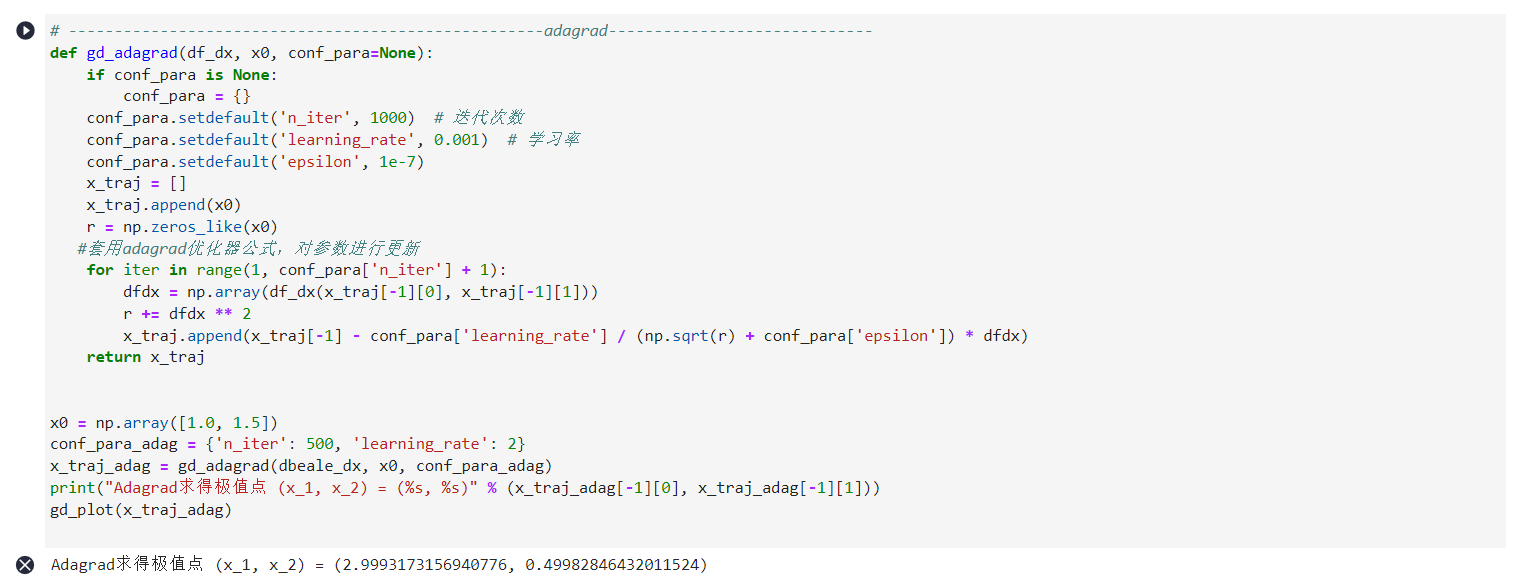 # ----------------------------------------------------adagrad-----------------------------
def gd_adagrad(df_dx, x0, conf_para=None):
    if conf_para is None:
        conf_para = {}
    conf_para.setdefault('n_iter', 1000)  # 迭代次数
    conf_para.setdefault('learning_rate', 0.001)  # 学习率
    conf_para.setdefault('epsilon', 1e-7)
    x_traj = []
    x_traj.append(x0)
    r = np.zeros_like(x0)
   #套用adagrad优化器公式，对参数进行更新
    for iter in range(1, conf_para['n_iter'] + 1):
        dfdx = np.array(df_dx(x_traj[-1][0], x_traj[-1][1]))
        r += dfdx ** 2
        x_traj.append(x_traj[-1] - conf_para['learning_rate'] / (np.sqrt(r) + conf_para['epsilon']) * dfdx)
    return x_traj
x0 = np.array([1.0, 1.5])
conf_para_adag = {'n_iter': 500, 'learning_rate': 2}
x_traj_adag = gd_adagrad(dbeale_dx, x0, conf_para_adag)
print("Adagrad求得极值点 (x_1, x_2) = (%s, %s)" % (x_traj_adag[-1][0], x_traj_adag[-1][1]))
gd_plot(x_traj_adag)
Adagrad求得极值点 (x_1, x_2) = (2.9993173156940776, 0.49982846432011524)